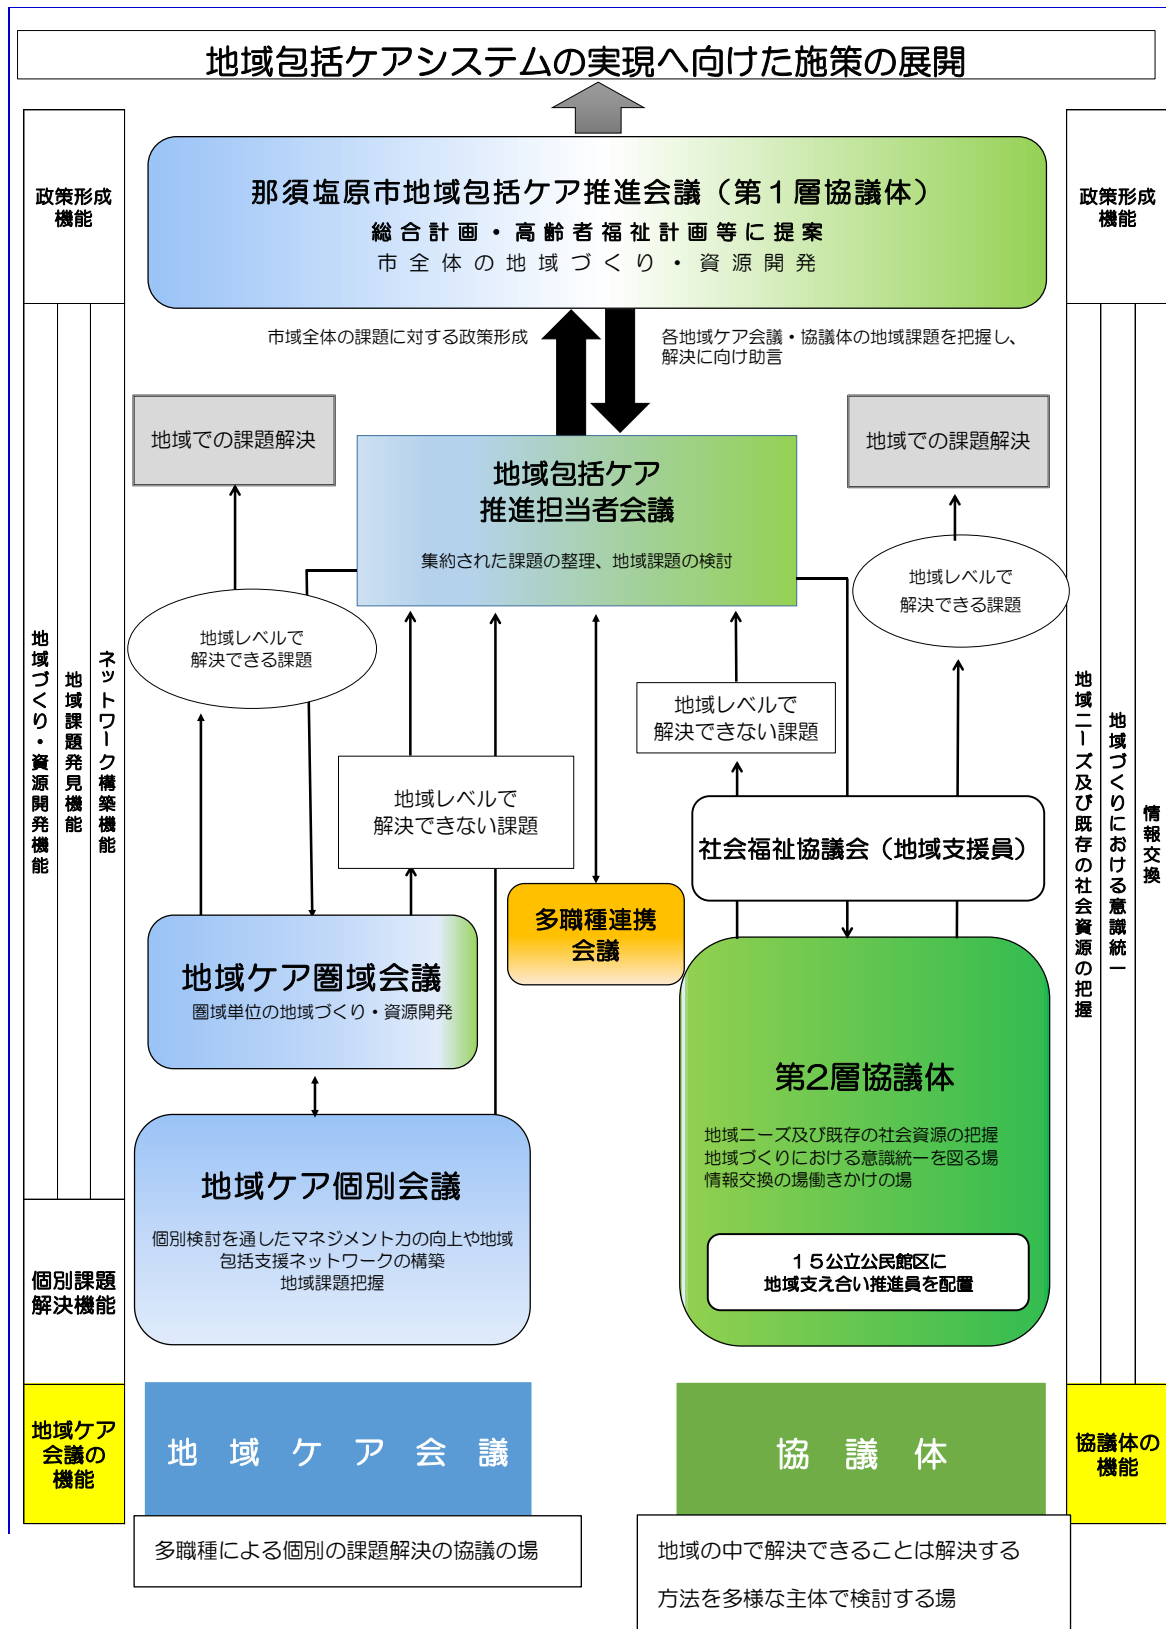 地域包括ケアシステムの実現へ向けた施策の展開
政策形成
機能
那須塩原市地域包括ケア推進会議（第１層協議体）
総合計画・高齢者福祉計画等に提案
市全体の地域づくり・資源開発
政策形成
機能
市域全体の課題に対する政策形成
各地域ケア会議・協議体の地域課題を把握し、
解決に向け助言
地域での課題解決
地域での課題解決
地域包括ケア
推進担当者会議
集約された課題の整理、地域課題の検討
地域レベルで
解決できる課題
地域レベルで
解決できる課題
地域づくり・資源開発機能
地域課題発見機能
ネットワーク構築機能
地域レベルで
解決できない課題
地域レベルで
解決できない課題
地域ニーズ及び既存の社会資源の把握
地域づくりにおける意識統一
情報交換
社会福祉協議会（地域支援員）
多職種連携
会議
地域ケア圏域会議
圏域単位の地域づくり・資源開発
第2層協議体
地域ニーズ及び既存の社会資源の把握
地域づくりにおける意識統一を図る場
情報交換の場働きかけの場
地域ケア個別会議
個別検討を通したマネジメント力の向上や地域
包括支援ネットワークの構築
地域課題把握
１５公立公民館区に
地域支え合い推進員を配置
個別課題
解決機能
地域ケア
会議の
機能
地域ケア会議
協議体
協議体の
機能
多職種による個別の課題解決の協議の場
地域の中で解決できることは解決する
方法を多様な主体で検討する場